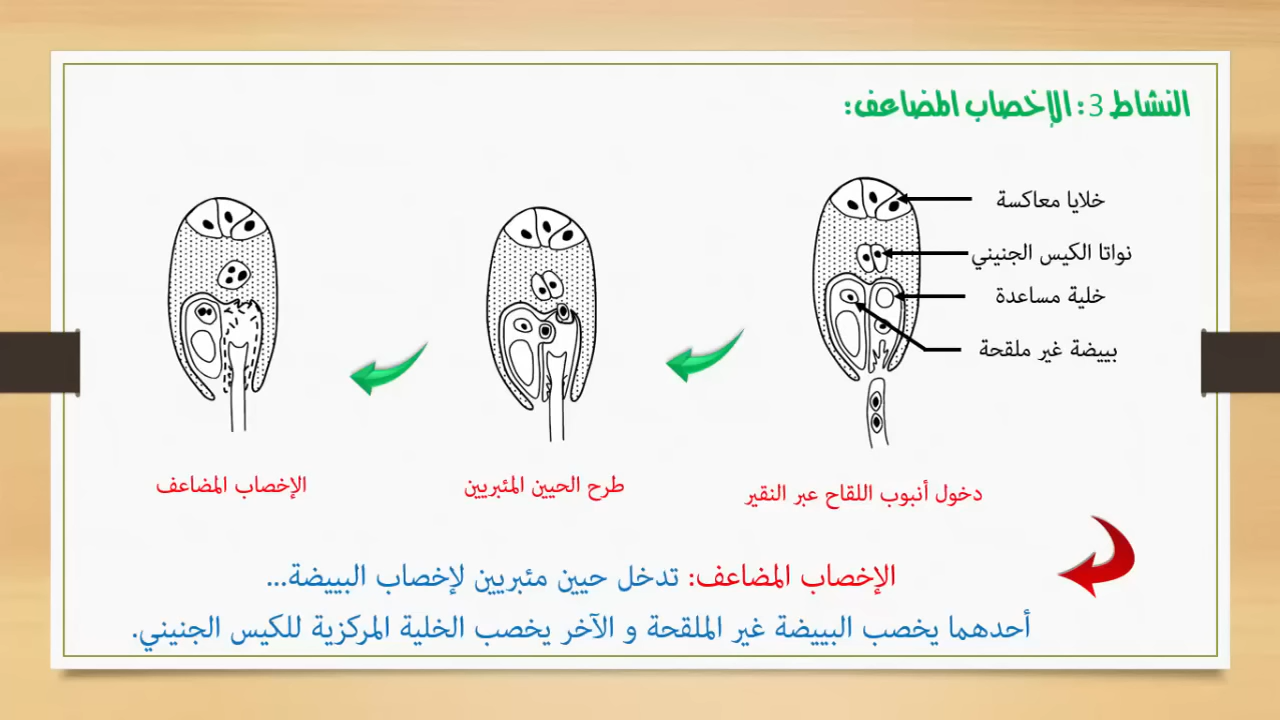 النشاط 3: الإخصاب المضاعف:
خلايا معاكسة
نواتا الكيس الجنيني
خلية مساعدة
بييضة غير ملقحة
دخول أنبوب اللقاح عبر النقير
طرح الحيين المئبريين
الإخصاب المضاعف
الإخصاب المضاعف: تدخل حيين مئبريين لإخصاب البييضة...
أحدهما يخصب البييضة غير الملقحة و الآخر يخصب الخلية المركزية للكيس الجنيني.